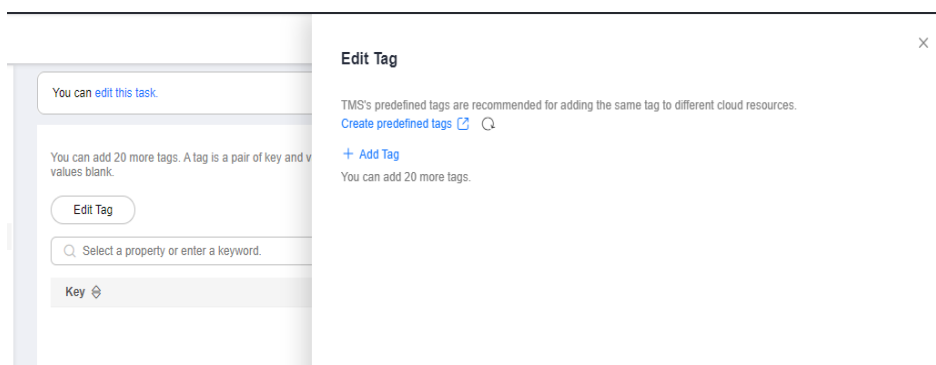 You can edit this task.
You can add 20 more tags. A tag is a pair of key and v
values blank.
Edit Tag
Select a property or enter a keyword.
Key
Edit Tag
TMS's predefined tags are recommended for adding the same tag to different cloud resources.
Create predefined tags
+ Add Tag
You can add 20 more tags.